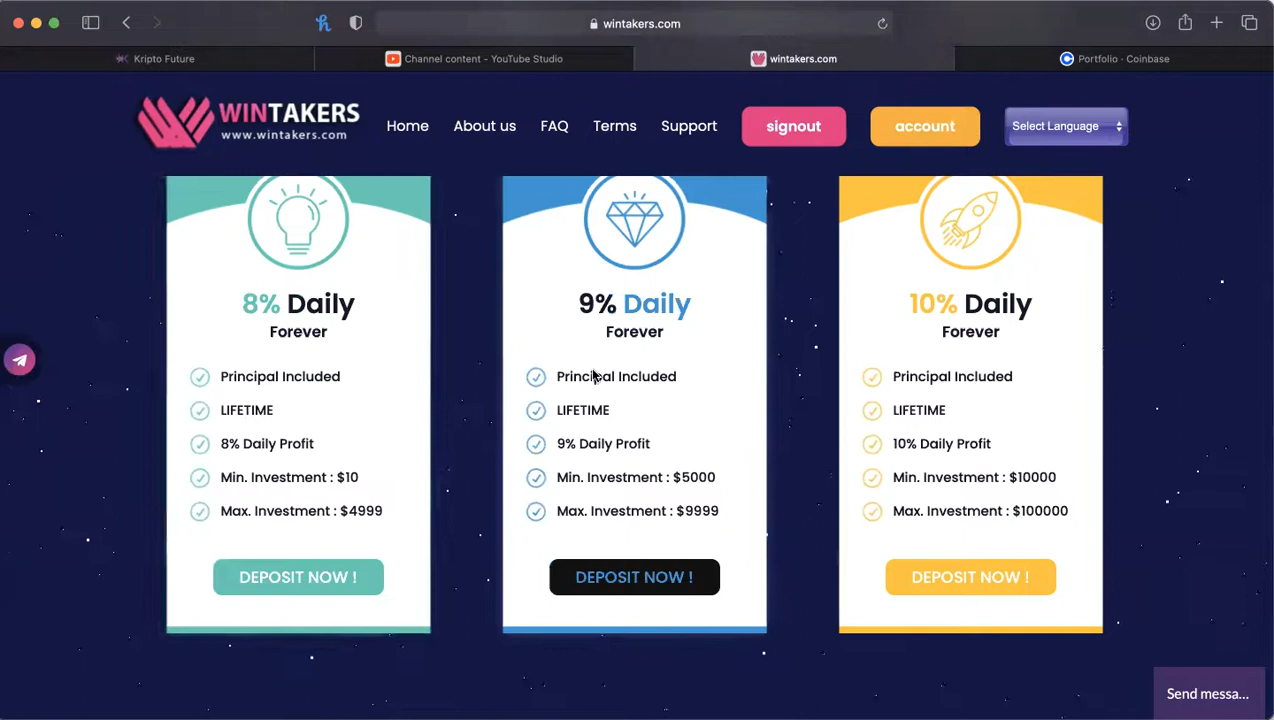 wintakers.com
Kripto Future
Channel content - YouTube Studio
wintakers.com
Portfolio · Coinbase
WINTAKERS
www.wintakers.com
Home
About us
FAQ
Terms
Support
signout
account
Select Language
8% Daily
Forever
Principal Included
LIFETIME
8% Daily Profit
Min. Investment : $10
Max. Investment : $4999
DEPOSIT NOW !
9% Daily
Forever
Principal Included
LIFETIME
9% Daily Profit
Min. Investment : $5000
Max. Investment : $9999
DEPOSIT NOW !
10% Daily
Forever
Principal Included
LIFETIME
10% Daily Profit
Min. Investment : $10000
Max. Investment : $100000
DEPOSIT NOW !
Send messa...